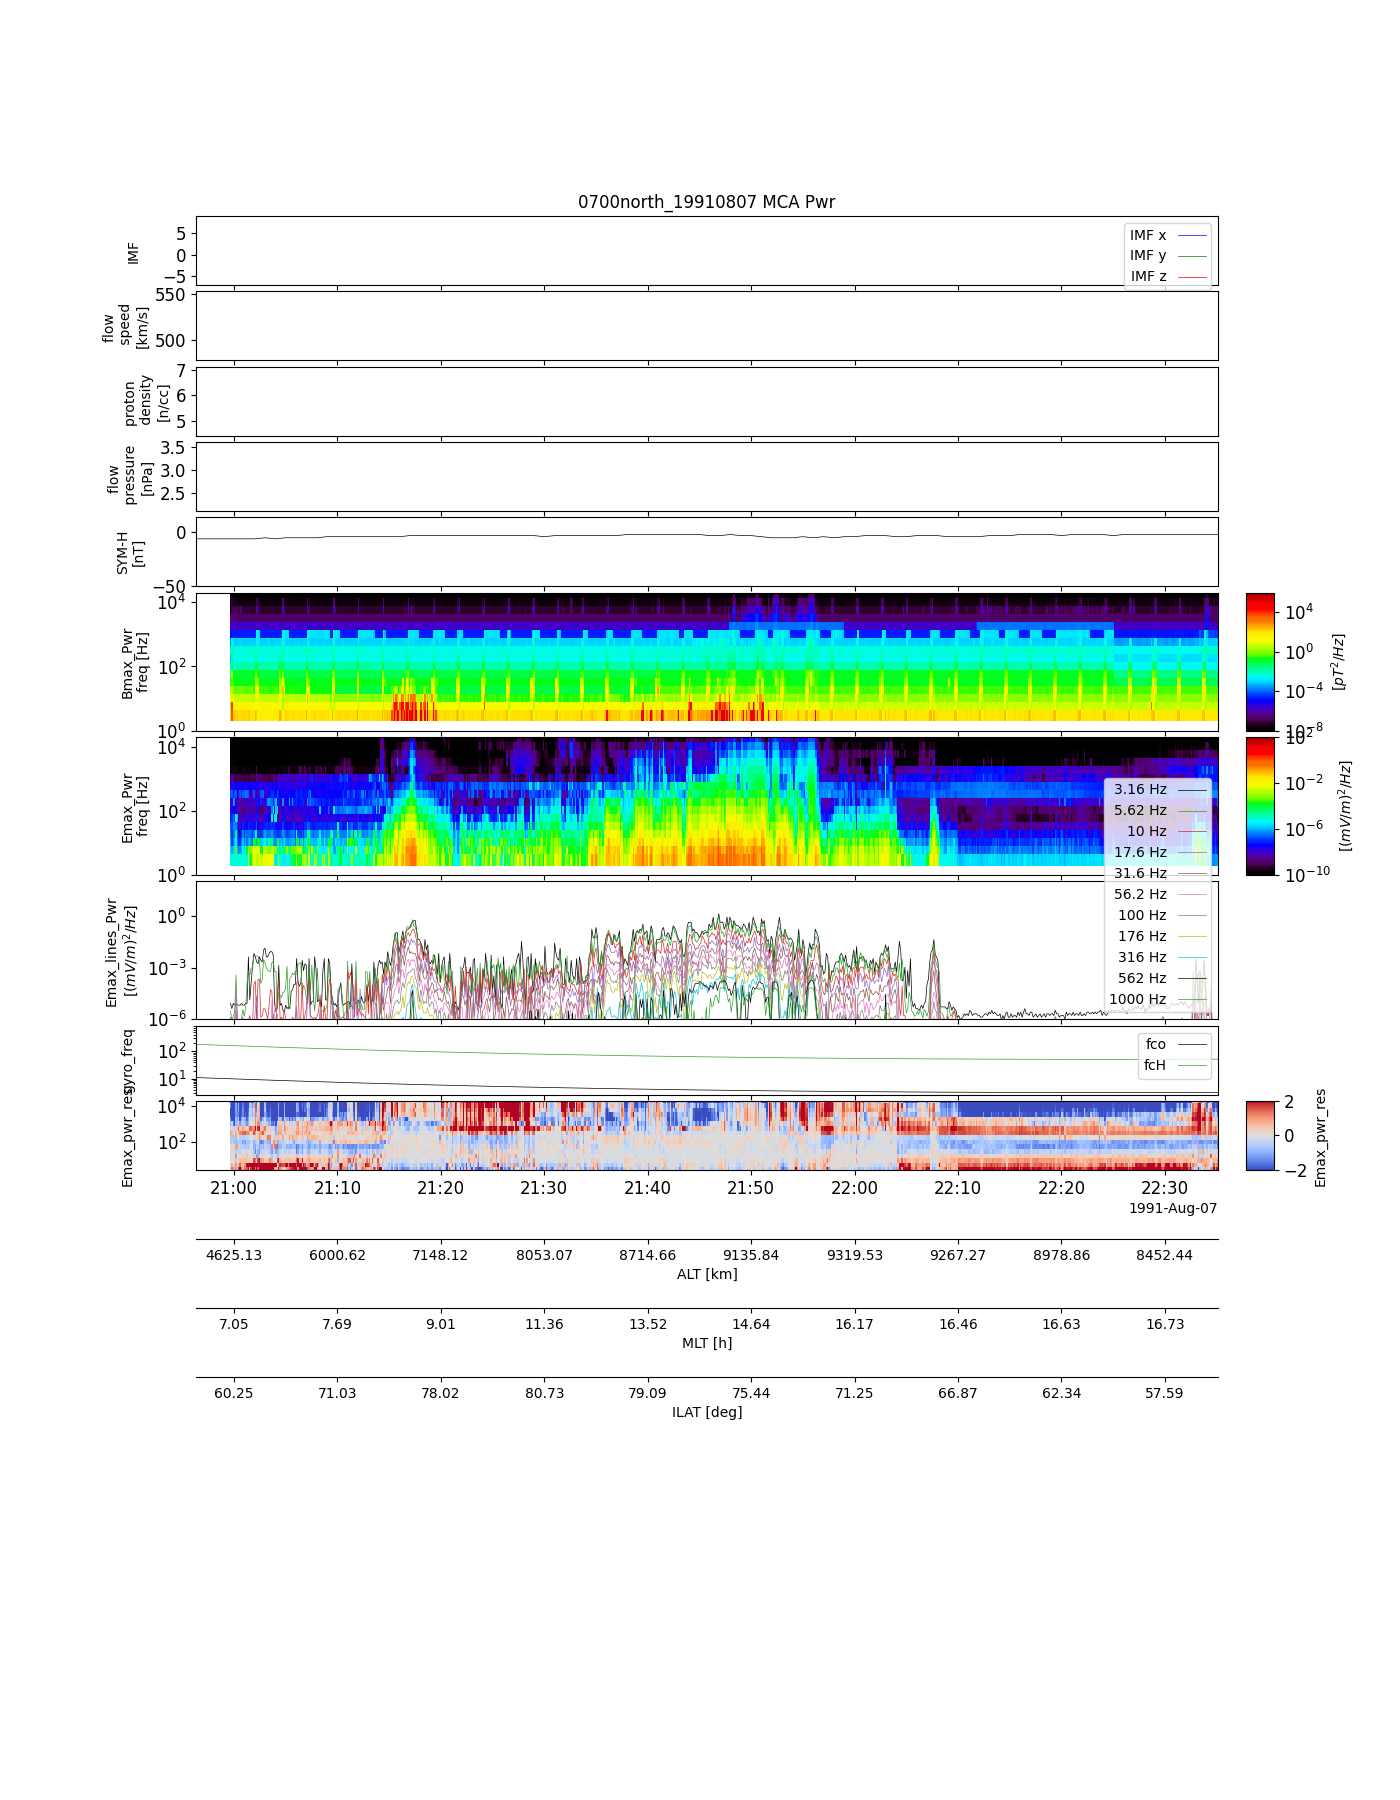 0700north_19910807 MCA Pwr
IMF
5
0
−5
IMF x
IMF y
IMF z
flow
speed
[km/s]
550
500
proton
density
[n/cc]
7
6
5
flow
pressure
[nPa]
3.5
3.0
2.5
SYM-H
[nT]
0
−50
Bmax_Pwr
freq [Hz]
10^4
10^2
10^0
10^4
10^0
10^−4
10^−8
[pT^2/Hz]
Emax_Pwr
freq [Hz]
10^4
10^2
10^0
10^2
10^−2
10^−6
10^−10
[(mV/m)^2/Hz]
3.16 Hz
5.62 Hz
10 Hz
17.6 Hz
31.6 Hz
56.2 Hz
100 Hz
176 Hz
316 Hz
562 Hz
1000 Hz
Emax_lines_Pwr
[(mV/m)^2/Hz]
10^0
10^−3
10^−6
gyro_freq
10^2
10^1
fco
fcH
Emax_pwr_res
10^4
10^2
2
0
−2
Emax_pwr_res
21:00 21:10 21:20 21:30 21:40 21:50 22:00 22:10 22:20 22:30
1991-Aug-07
4625.13 6000.62 7148.12 8053.07 8714.66 9135.84 9319.53 9267.27 8978.86 8452.44
ALT [km]
7.05 7.69 9.01 11.36 13.52 14.64 16.17 16.46 16.63 16.73
MLT [h]
60.25 71.03 78.02 80.73 79.09 75.44 71.25 66.87 62.34 57.59
ILAT [deg]